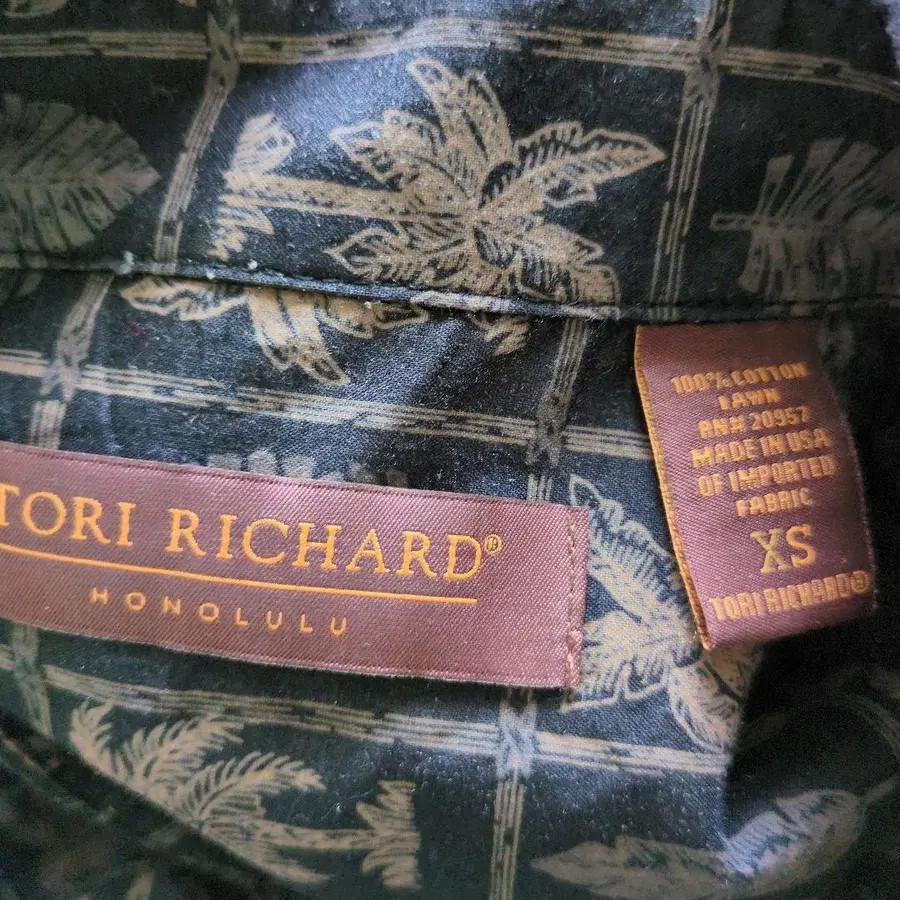 TORI RICHARD®
HONOLULU
100% COTTON
LAWN
RN# 20957
MADE IN USA
OF IMPORTED
FABRIC
XS
TORI RICHARD®